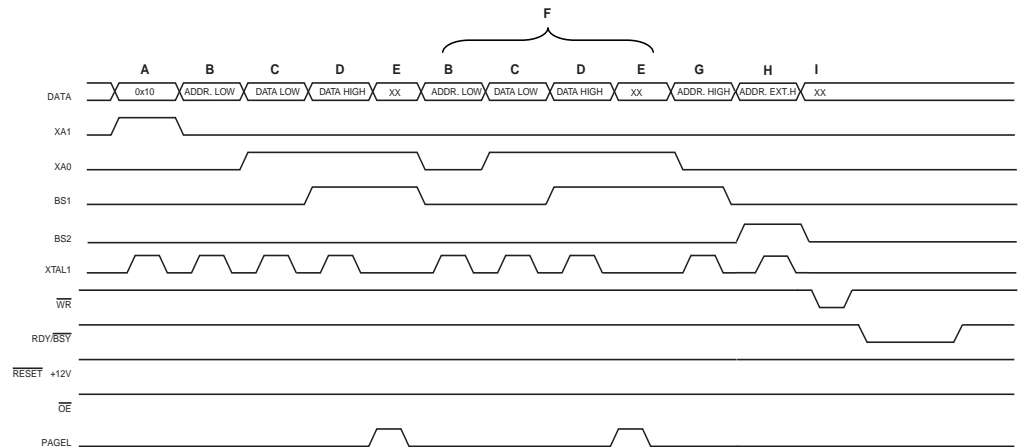 F
A B C D E B C D E G H I
DATA 0x10 ADDR. LOW DATA LOW DATA HIGH XX ADDR. LOW DATA LOW DATA HIGH XX ADDR. HIGH ADDR. EXT.H XX
XA1
XA0
BS1
BS2
XTAL1
WR
RDY/BSY
RESET +12V
OE
PAGEL